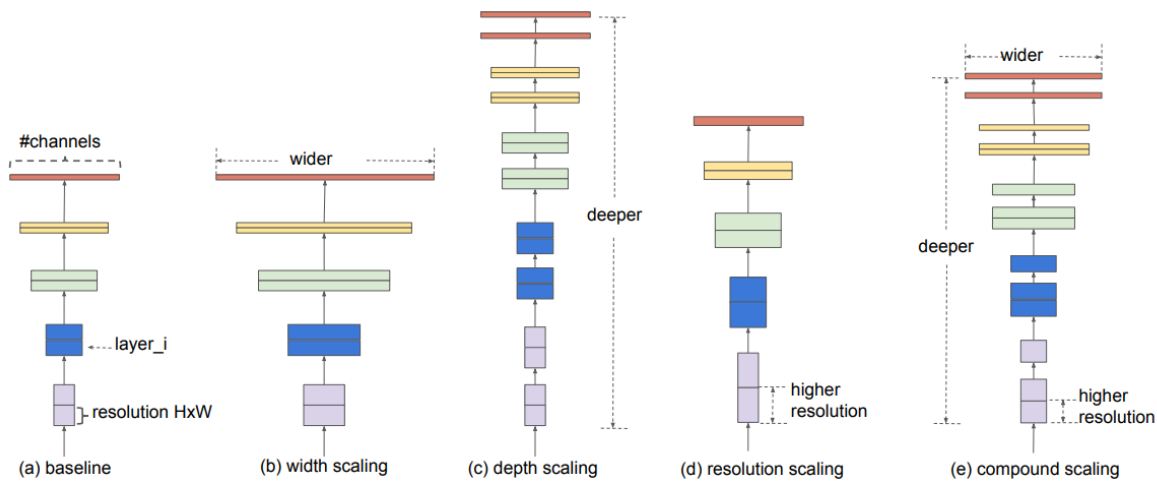 #channels
layer_i
resolution HxW
(a) baseline
wider
(b) width scaling
deeper
(c) depth scaling
higher
resolution
(d) resolution scaling
wider
deeper
higher
resolution
(e) compound scaling